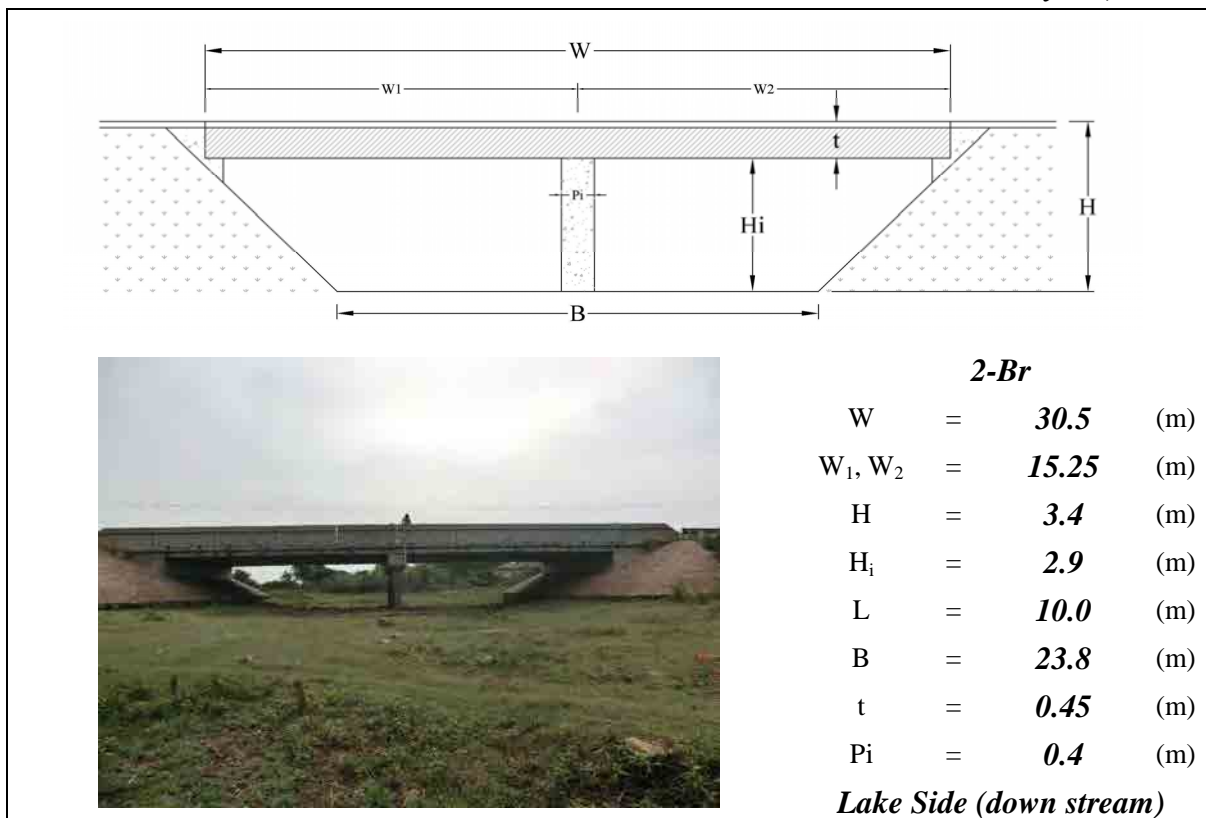 W
W1 W2
t
Pi
Hi
H
B
2-Br
W = 30.5 (m)
W1, W2 = 15.25 (m)
H = 3.4 (m)
Hi = 2.9 (m)
L = 10.0 (m)
B = 23.8 (m)
t = 0.45 (m)
Pi = 0.4 (m)
Lake Side (down stream)